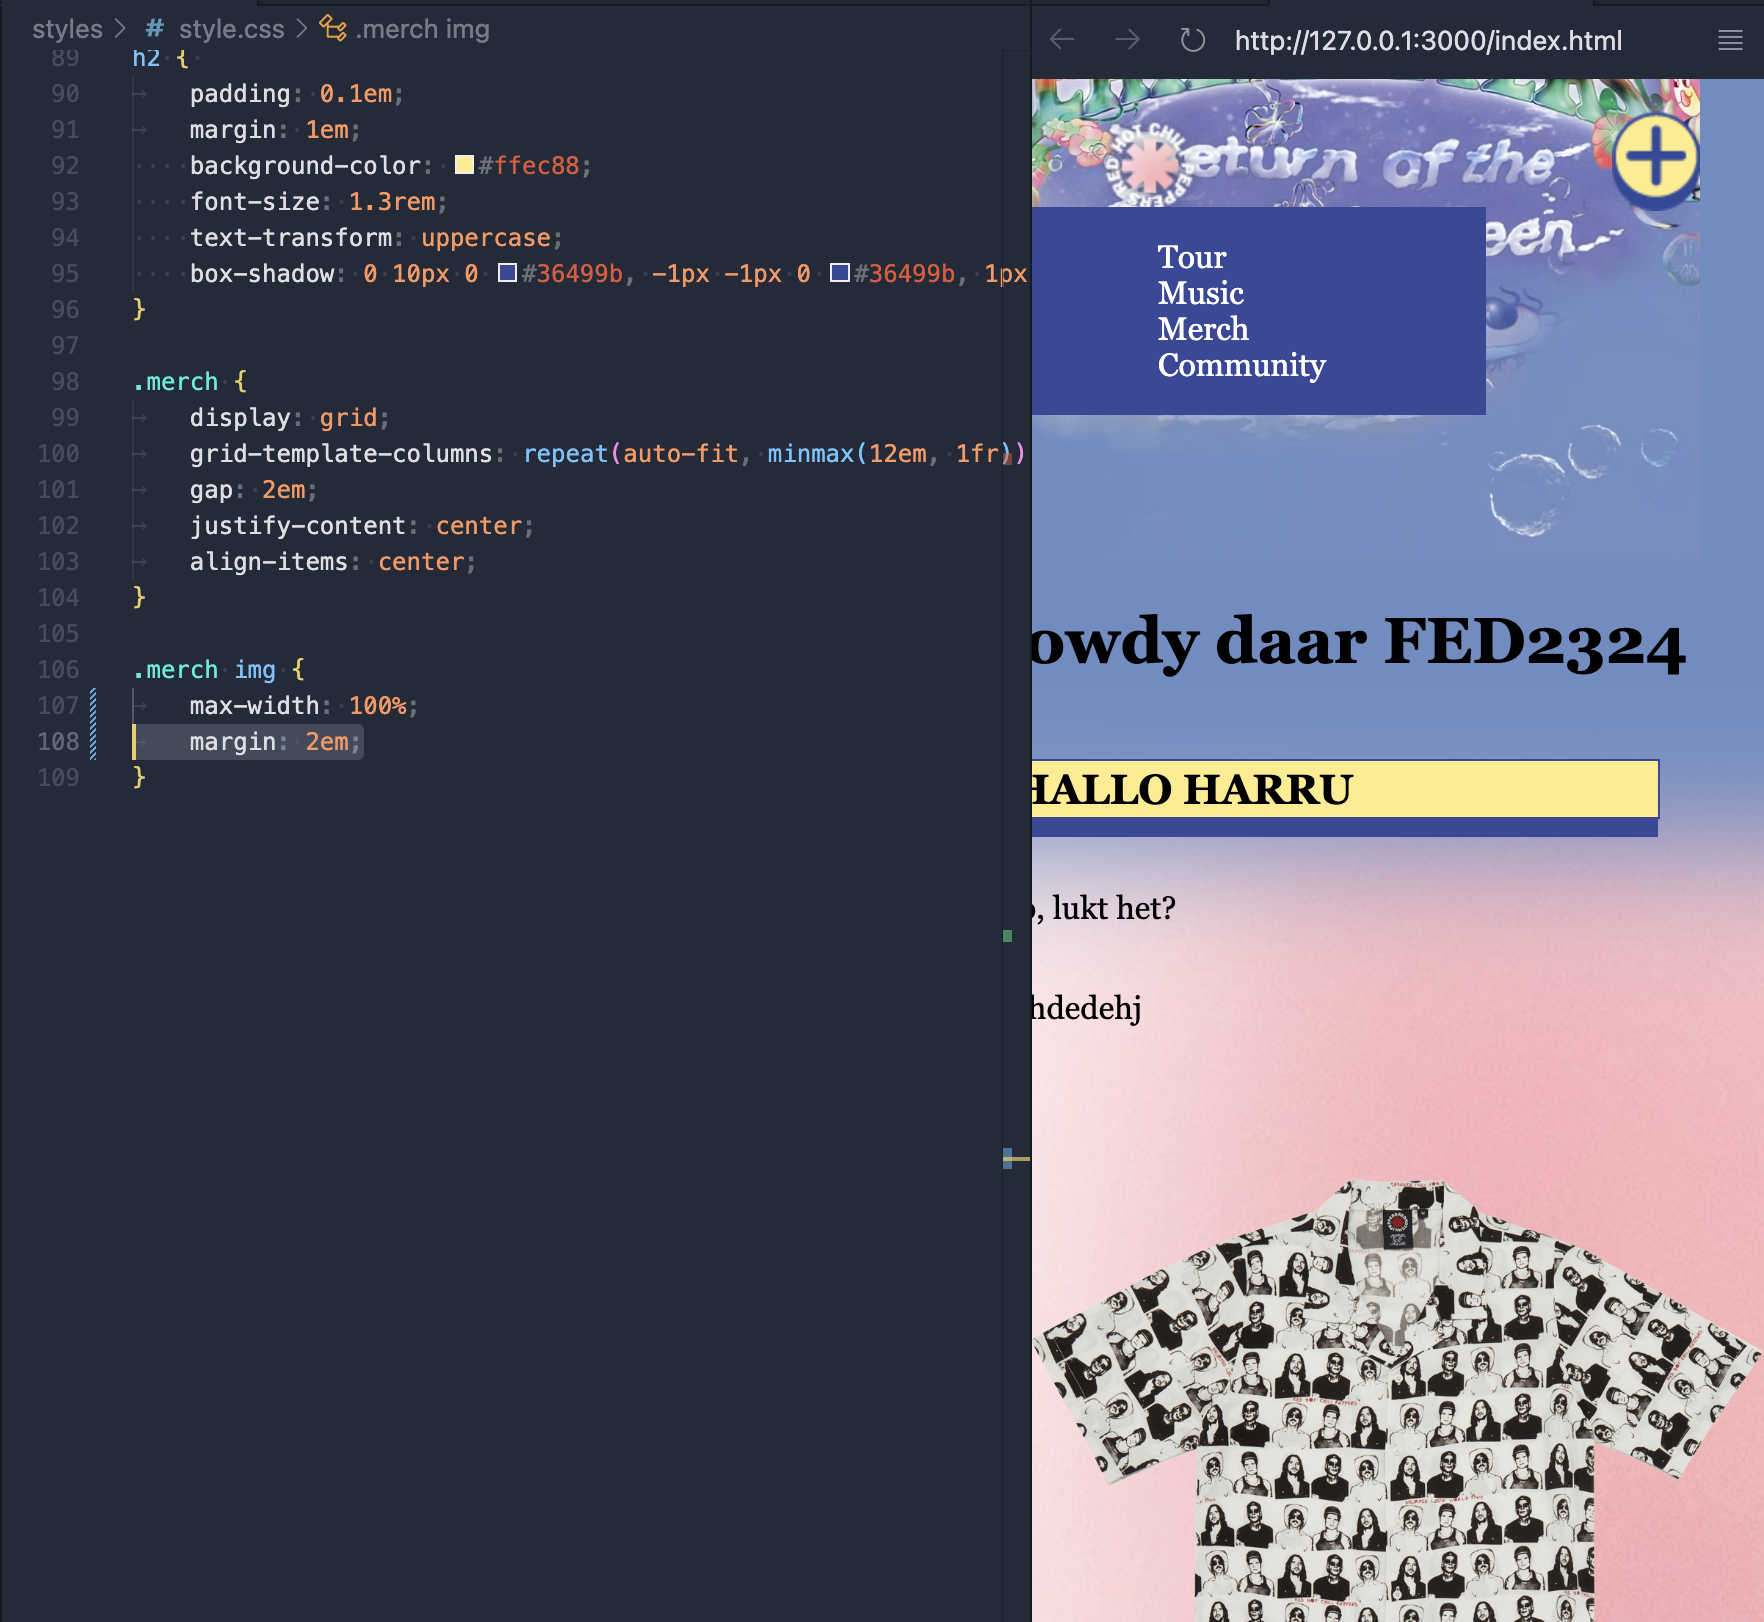 styles > # style.css > .merch img
89 h2 {
90 padding: 0.1em;
91 margin: 1em;
92 background-color: #ffec88;
93 font-size: 1.3rem;
94 text-transform: uppercase;
95 box-shadow: 0 10px 0 #36499b, -1px -1px 0 #36499b, 1px
96 }
97
98 .merch {
99 display: grid;
100 grid-template-columns: repeat(auto-fit, minmax(12em, 1fr))
101 gap: 2em;
102 justify-content: center;
103 align-items: center;
104 }
105
106 .merch img {
107 max-width: 100%;
108 margin: 2em;
109 }
http://127.0.0.1:3000/index.html
RED HOT CHILI PEPPERS
eturn of the
een
Tour
Music
Merch
Community
owdy daar FED2324
HALLO HARRU
, lukt het?
hdedehj